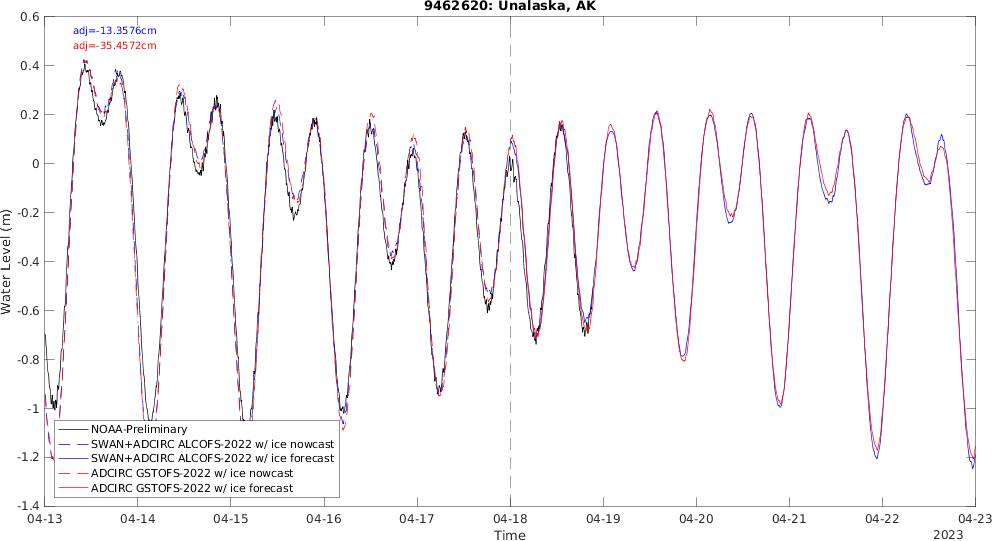 9462620: Unalaska, AK
adj=-13.3576cm
adj=-35.4572cm
Water Level (m)
0.6
0.4
0.2
0
-0.2
-0.4
-0.6
-0.8
-1
-1.2
-1.4
NOAA-Preliminary
SWAN+ADCIRC ALCOFS-2022 w/ ice nowcast
SWAN+ADCIRC ALCOFS-2022 w/ ice forecast
ADCIRC GSTOFS-2022 w/ ice nowcast
ADCIRC GSTOFS-2022 w/ ice forecast
04-13 04-14 04-15 04-16 04-17 04-18 04-19 04-20 04-21 04-22 04-23
Time
2023